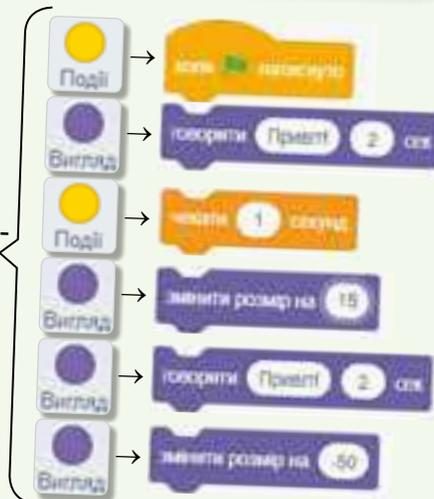 Події → коли натиснуто
Вигляд → говорити Привіт! 2 сек
Події → чекати 1 секунд
Вигляд → змінити розмір на 15
Вигляд → говорити Привіт! 2 сек
Вигляд → змінити розмір на -50